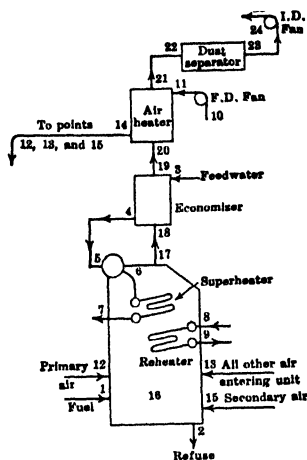 I.D.
Fan
24
22
23
Dust
separator
21
11
Air
heater
F.D. Fan
10
To points
14
12, 13, and 15
20
19
3
Feedwater
4
Economizer
18
17
5
6
Superheater
7
8
9
Reheater
Primary 12
air
13 All other air
entering unit
1
16
Fuel
15 Secondary air
2
Refuse